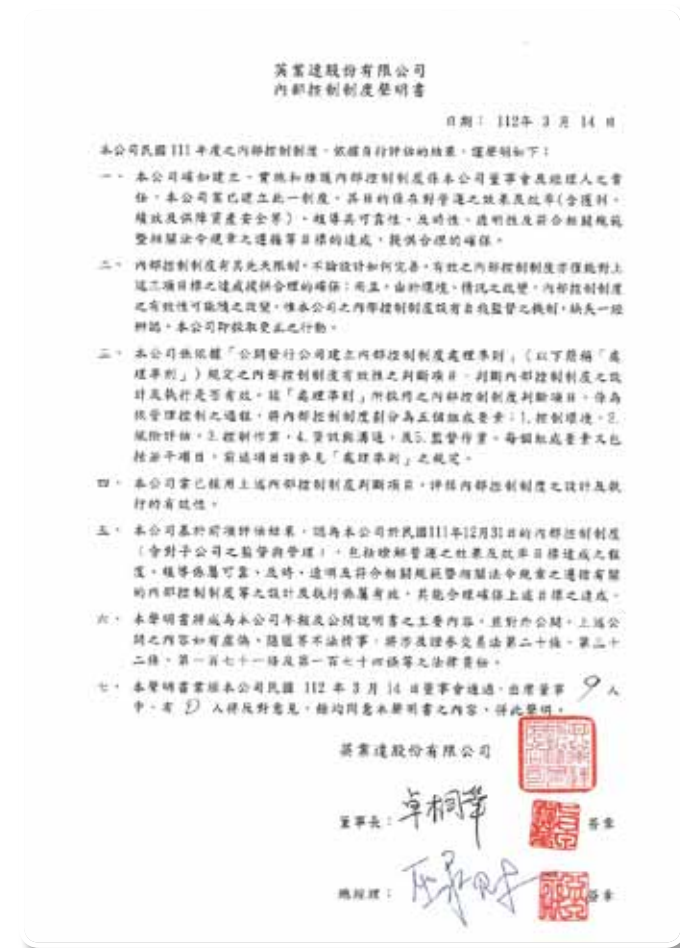 英業達股份有限公司
內部控制制度聲明書
日期： 112年 3 月 14 日
本公司民國 111 年度之內部控制制度，依據自行評估的結果，謹聲明如下：
一、 本公司確知建立、實施和維護內部控制制度係本公司董事會及經理人之責
任，本公司業已建立此一制度。其目的係在對營運之效果及效率(含獲利、
績效及保障資產安全等)、報導具可靠性、及時性、透明性及符合相關規範
暨相關法令規章之遵循等目標的達成，提供合理的確保。
二、 內部控制制度有其先天限制，不論設計如何完善，有效之內部控制制度亦僅能對上
述三項目標之達成提供合理的確保；而且，由於環境、情況之改變，內部控制制度
之有效性可能隨之改變。惟本公司之內部控制制度設有自我監督之機制，缺失一經
辨認，本公司即採取更正之行動。
三、 本公司係依據「公開發行公司建立內部控制制度處理準則」（以下簡稱「處
理準則」）規定之內部控制制度有效性之判斷項目，判斷內部控制制度之設
計及執行是否有效。該「處理準則」所採用之內部控制制度判斷項目，係為
依管理控制之過程，將內部控制制度劃分為五個組成要素：1.控制環境，2.
風險評估，3.控制作業，4.資訊與溝通，及5.監督作業。每個組成要素又包
括若干項目。前述項目請參見「處理準則」之規定。
四、 本公司業已採用上述內部控制制度判斷項目，評估內部控制制度之設計及執
行的有效性。
五、 本公司基於前項評估結果，認為本公司於民國111年12月31日的內部控制制度
（含對子公司之監督與管理），包括瞭解營運之效果及效率目標達成之程
度、報導係屬可靠、及時、透明及符合相關規範暨相關法令規章之遵循有關
的內部控制制度等之設計及執行係屬有效，其能合理確保上述目標之達成。
六、 本聲明書將成為本公司年報及公開說明書之主要內容，並對外公開。上述公
開之內容如有虛偽、隱匿等不法情事，將涉及證券交易法第二十條、第三十
二條、第一百七十一條及第一百七十四條等之法律責任。
七、 本聲明書業經本公司民國 112 年 3 月 14 日董事會通過，出席董事 9 人
中，有 0 人持反對意見，餘均同意本聲明書之內容，併此聲明。
英業達股份有限公司
董事長： 卓桐華 簽章
總經理： 簽章